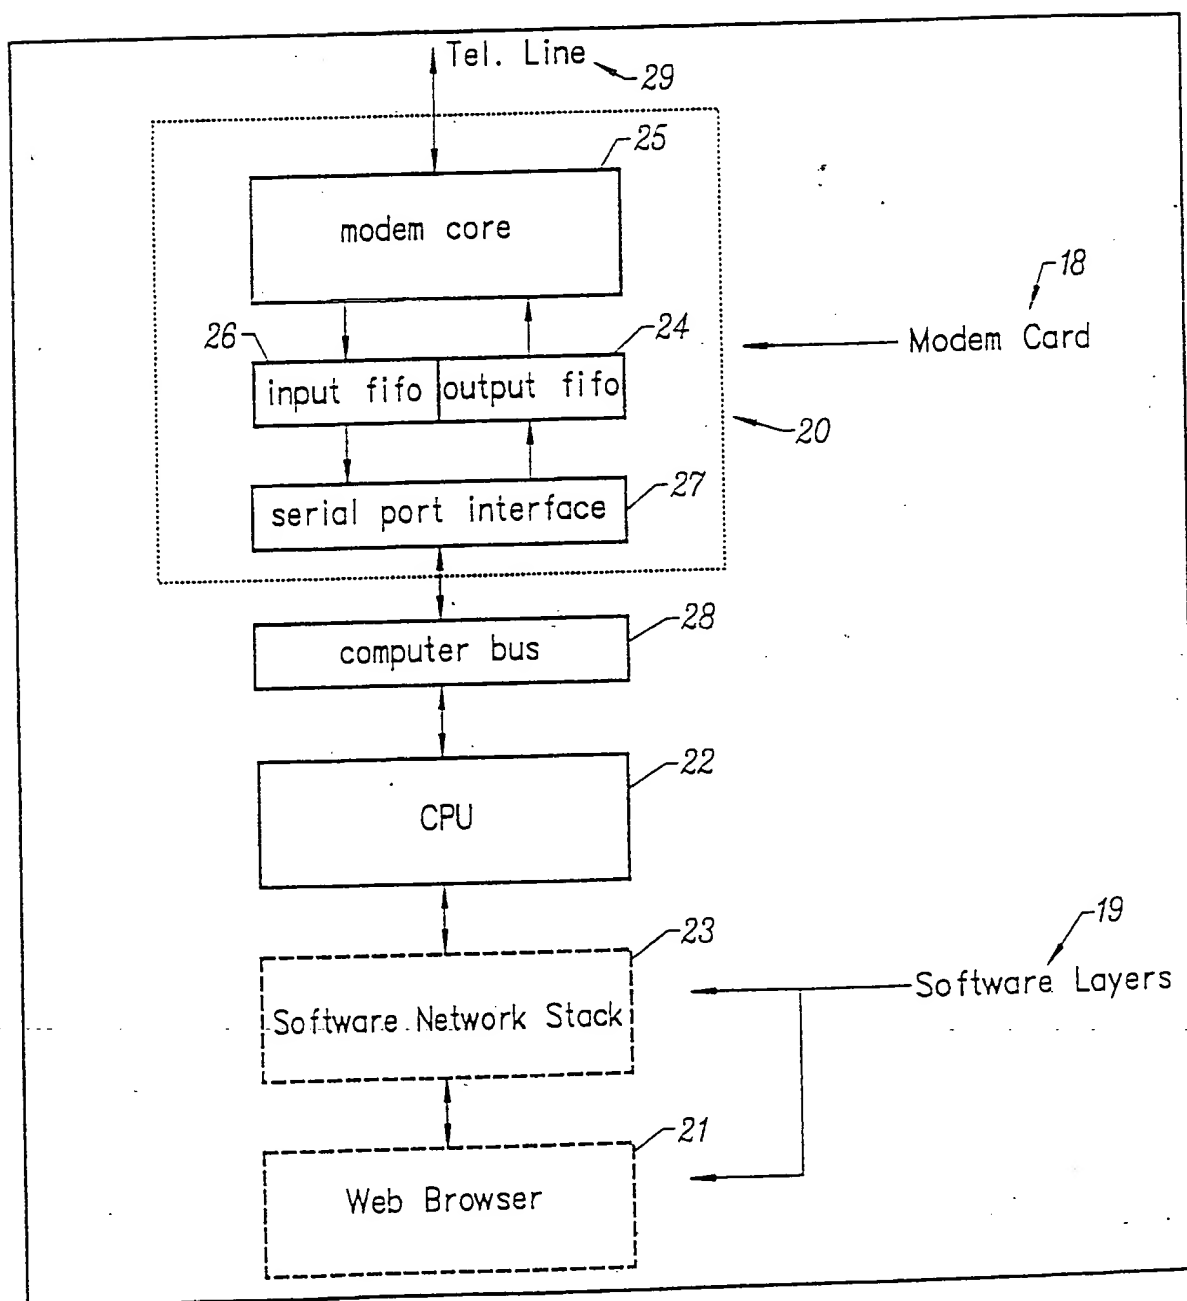 Tel. Line
29
25
modem core
18
Modem Card
26
24
input fifo
output fifo
20
27
serial port interface
28
computer bus
22
CPU
19
23
Software Layers
Software Network Stack
21
Web Browser